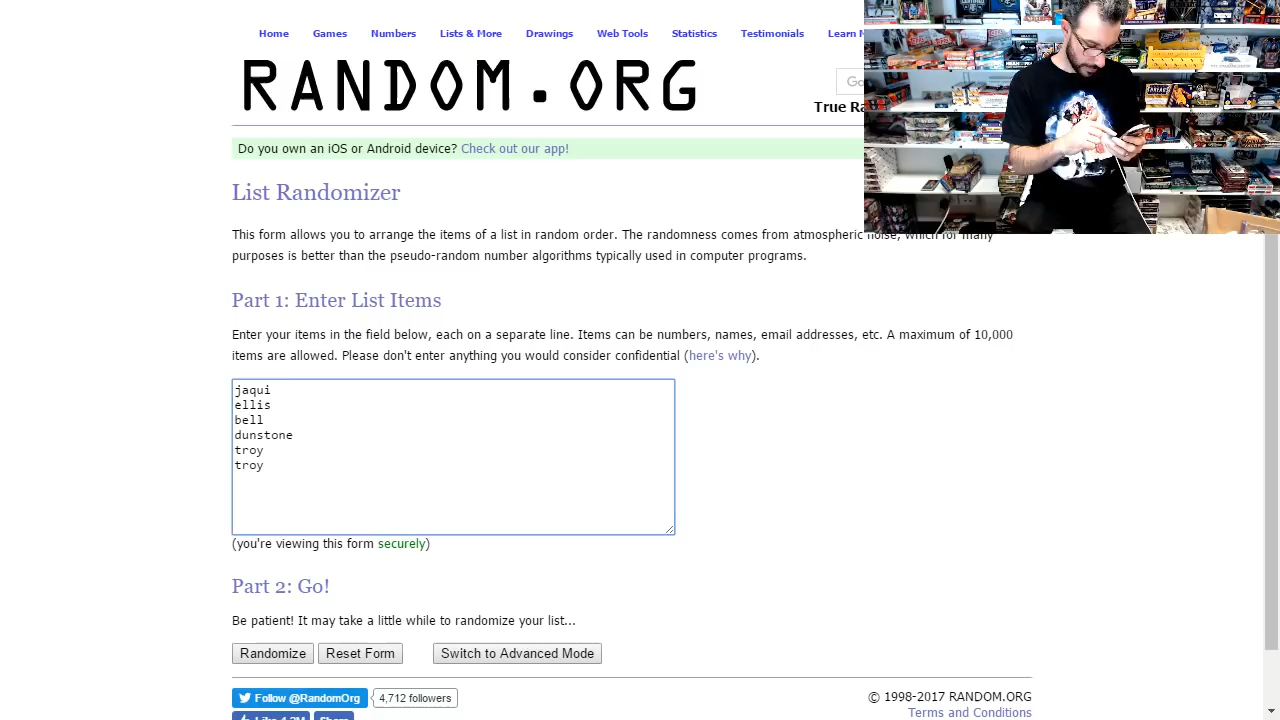 Home Games Numbers Lists & More Drawings Web Tools Statistics Testimonials Learn
RANDOM.ORG
True
Do you own an iOS or Android device? Check out our app!
List Randomizer
This form allows you to arrange the items of a list in random order. The randomness comes from atmospheric noise, which for many
purposes is better than the pseudo-random number algorithms typically used in computer programs.
Part 1: Enter List Items
Enter your items in the field below, each on a separate line. Items can be numbers, names, email addresses, etc. A maximum of 10,000
items are allowed. Please don't enter anything you would consider confidential (here's why).
jaqui
ellis
bell
dunstone
troy
troy
(you're viewing this form securely)
Part 2: Go!
Be patient! It may take a little while to randomize your list...
Randomize Reset Form Switch to Advanced Mode
Follow @RandomOrg 4,712 followers
© 1998-2017 RANDOM.ORG
Terms and Conditions